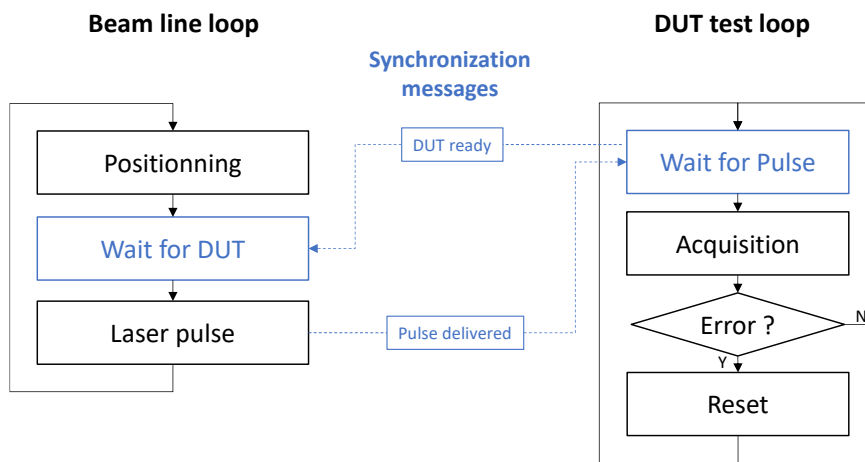 Beam line loop
DUT test loop
Synchronization
messages
DUT ready
Positionning
Wait for Pulse
Wait for DUT
Acquisition
Laser pulse
Pulse delivered
Error ?
N
Y
Reset